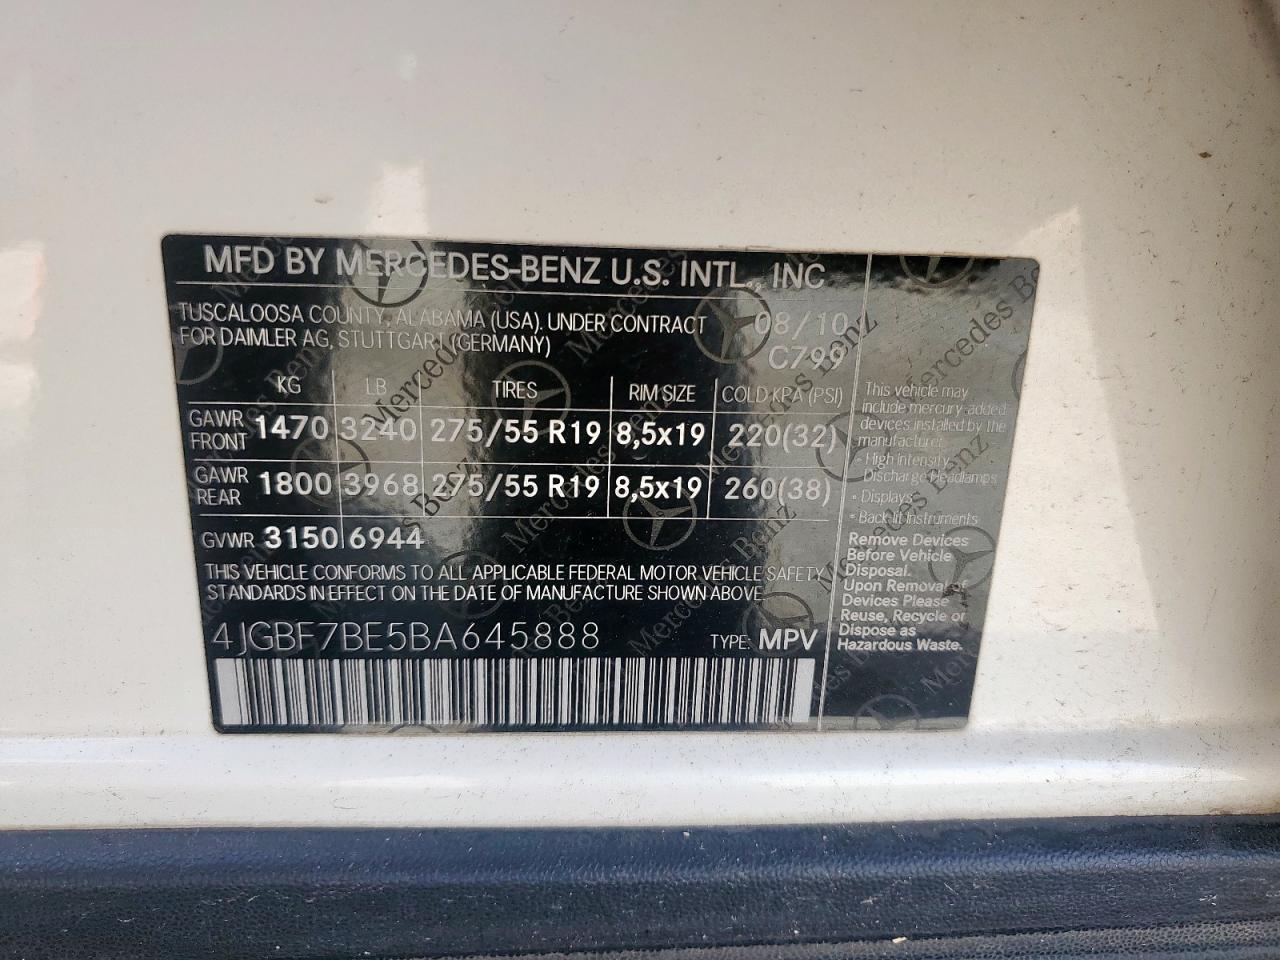 MFD BY MERCEDES-BENZ U.S. INTL., INC
TUSCALOOSA COUNTY, ALABAMA (USA). UNDER CONTRACT
FOR DAIMLER AG, STUTTGART (GERMANY)
08/10
C799
KG LB TIRES RIM SIZE COLD KPA (PSI)
GAWR FRONT 1470 3240 275/55 R19 8,5x19 220(32)
GAWR REAR 1800 3968 275/55 R19 8,5x19 260(38)
GVWR 3150 6944
THIS VEHICLE CONFORMS TO ALL APPLICABLE FEDERAL MOTOR VEHICLE SAFETY
STANDARDS IN EFFECT ON THE DATE OF MANUFACTURE SHOWN ABOVE
4JGBF7BE5BA645888 TYPE: MPV
This vehicle may
include mercury-added
devices installed by the
manufacturer:
• High intensity
Discharge Headlamps
• Displays
• Back lit Instruments
Remove Devices
Before Vehicle
Disposal.
Upon Removal of
Devices Please
Reuse, Recycle or
Dispose as
Hazardous Waste.